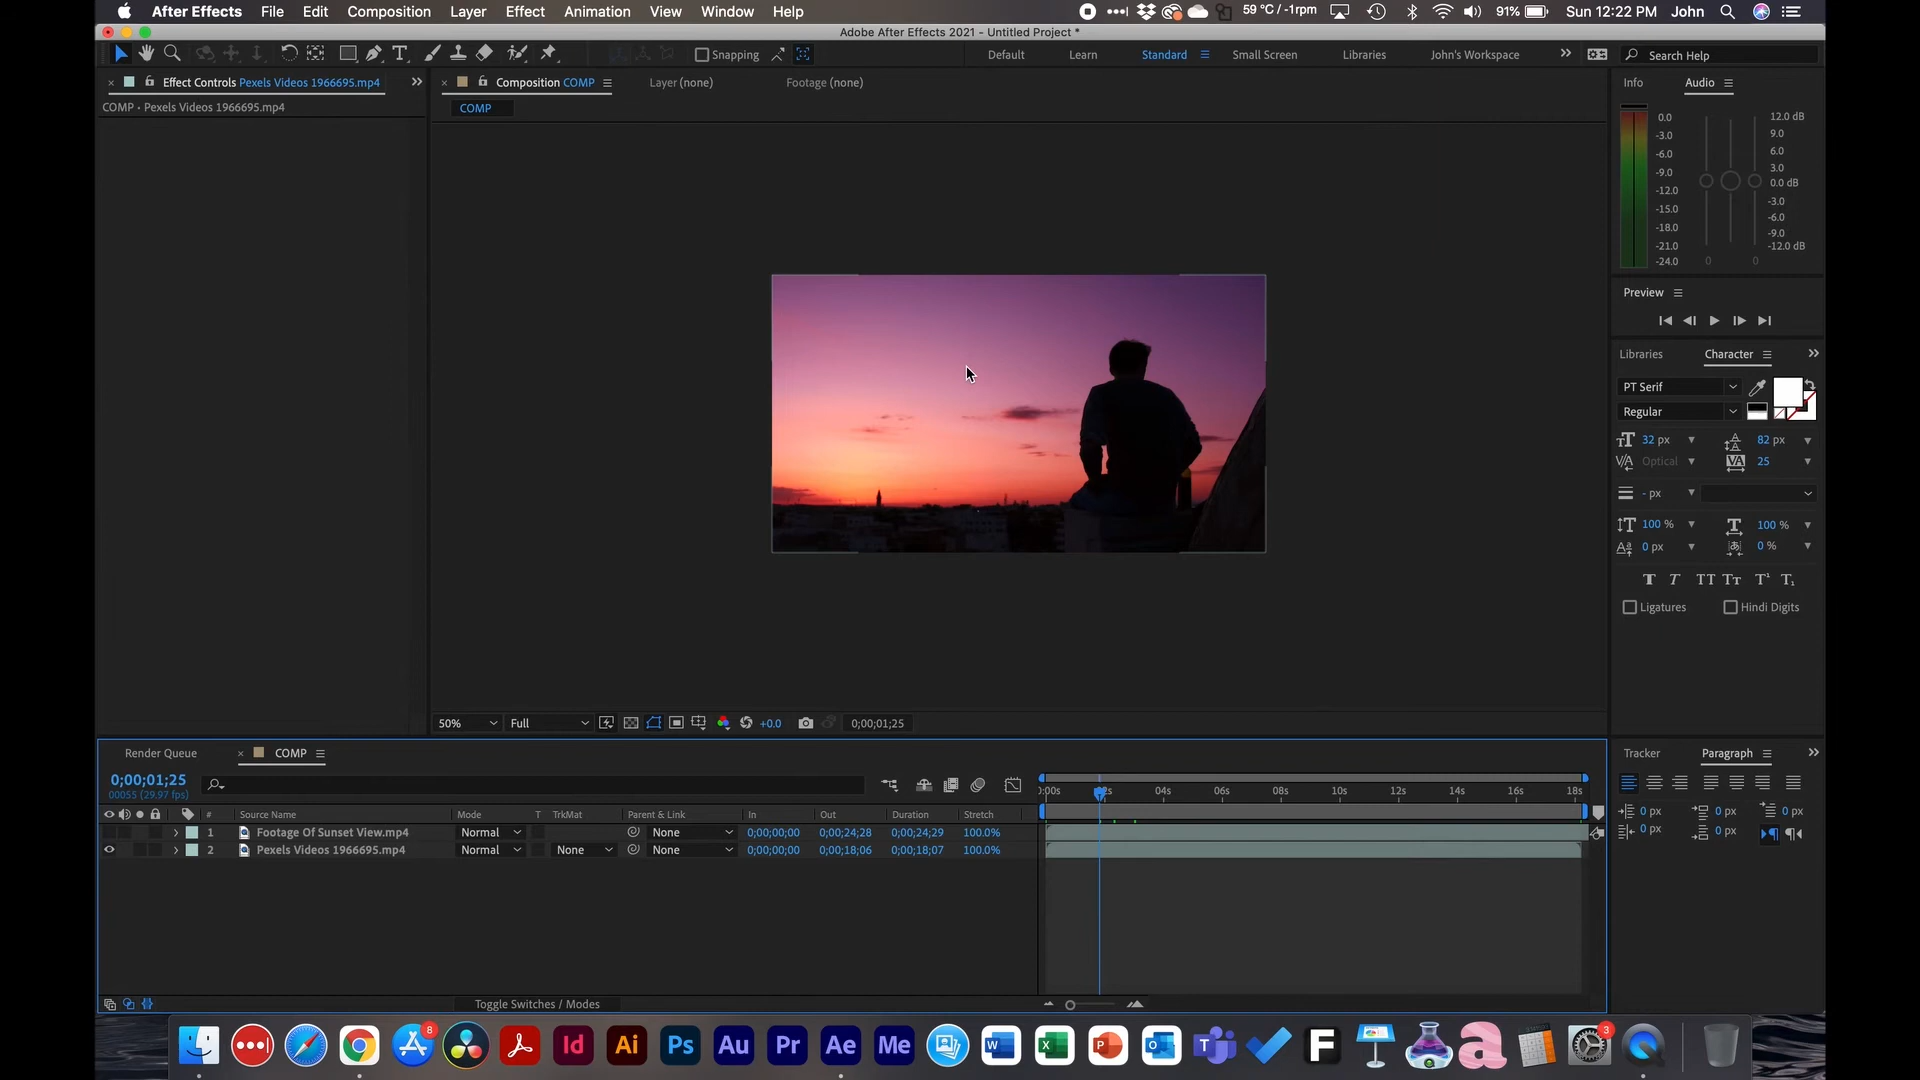 After Effects File Edit Composition Layer Effect Animation View Window Help
59 °C / -1rpm 91% Sun 12:22 PM John
Adobe After Effects 2021 - Untitled Project *
Snapping
Default Learn Standard Small Screen Libraries John's Workspace
Search Help
Effect Controls Pexels Videos 1966695.mp4
COMP • Pexels Videos 1966695.mp4
Composition COMP
Layer (none)
Footage (none)
COMP
Info Audio
0.0 12.0 dB
-3.0 9.0
-6.0 6.0
-9.0 3.0
-12.0 0.0 dB
-15.0 -3.0
-18.0 -6.0
-21.0 -9.0
-24.0 -12.0 dB
0 0
Preview
Libraries Character
PT Serif
Regular
32 px 82 px
Optical 25
- px
100 % 100 %
0 px 0 %
Ligatures Hindi Digits
50% Full +0.0 0;00;01;25
Render Queue COMP
0;00;01;25
00055 (29.97 fps)
:00s 02s 04s 06s 08s 10s 12s 14s 16s 18s
# Source Name Mode T TrkMat Parent & Link In Out Duration Stretch
1 Footage Of Sunset View.mp4 Normal None 0;00;00;00 0;00;24;28 0;00;24;29 100.0%
2 Pexels Videos 1966695.mp4 Normal None None 0;00;00;00 0;00;18;06 0;00;18;07 100.0%
Toggle Switches / Modes
Tracker Paragraph
0 px 0 px 0 px
0 px 0 px
8 Id Ai Ps Au Pr Ae Me W X P O T F a 3